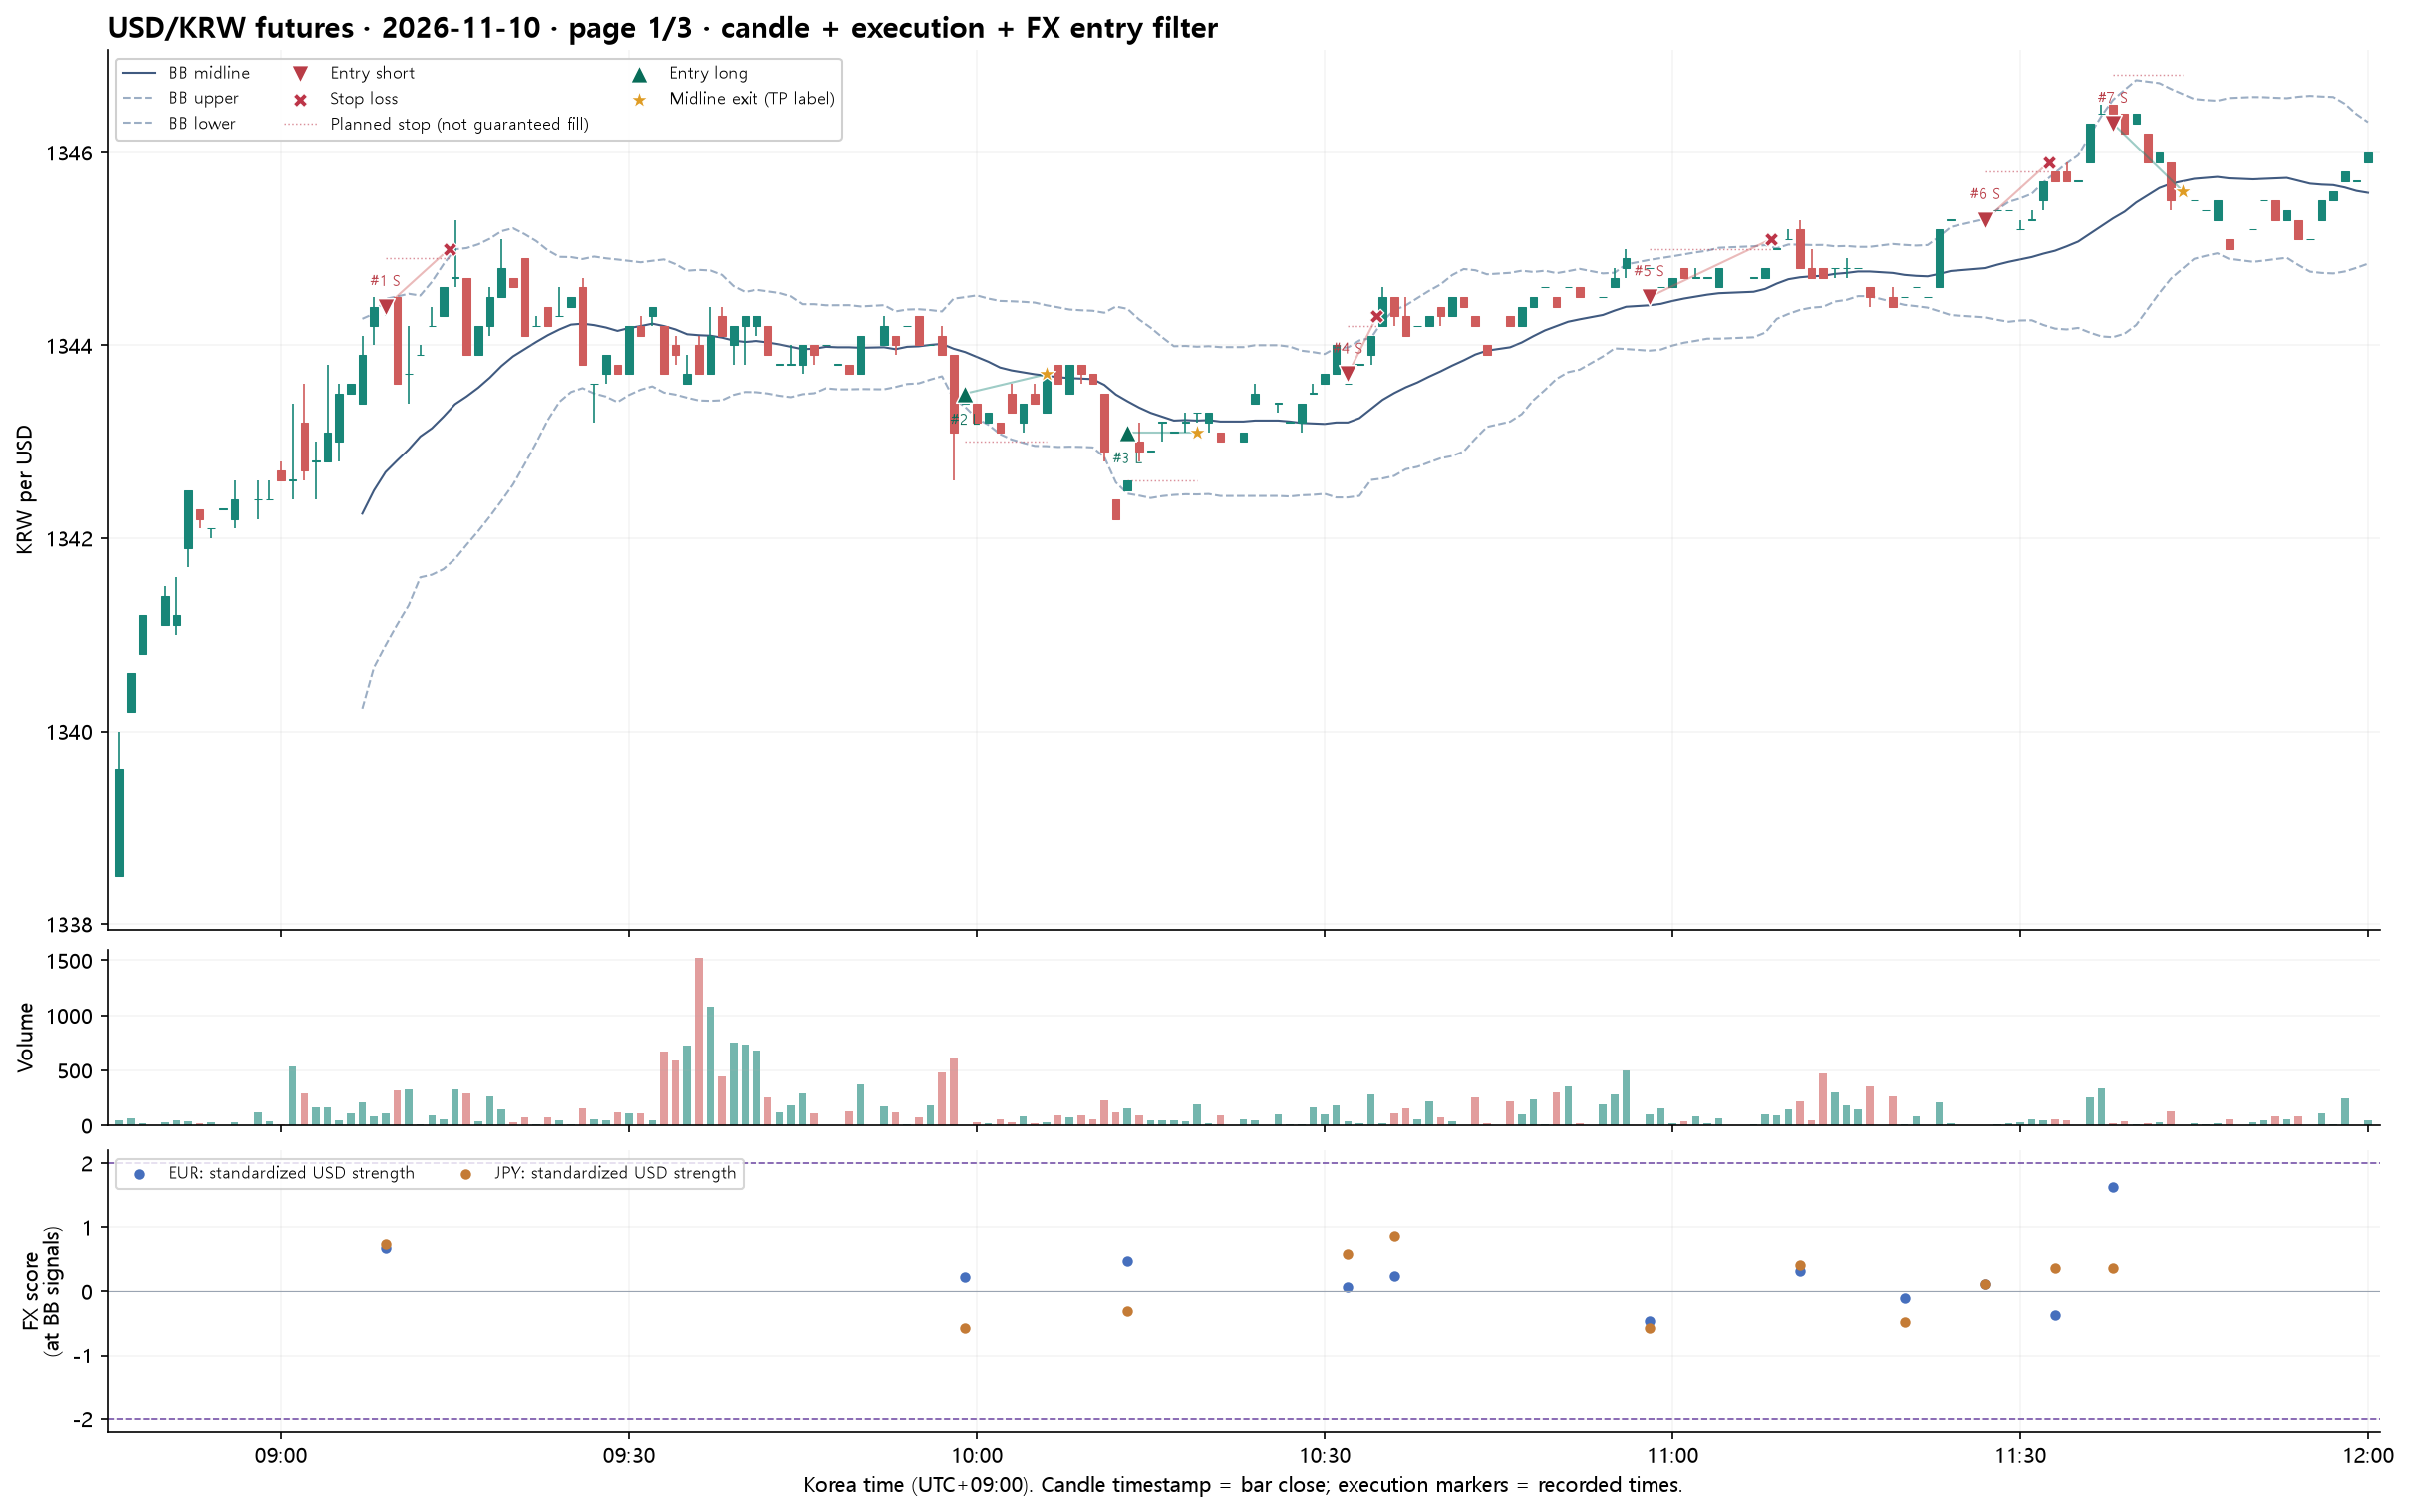 USD/KRW futures · 2026-11-10 · page 1/3 · candle + execution + FX entry filter
BB midline
BB upper
BB lower
Entry short
Stop loss
Planned stop (not guaranteed fill)
Entry long
Midline exit (TP label)
KRW per USD
1346
1344
1342
1340
1338
#1 S
#2
#3 L
#4 S
#5 S
#6 S
#7 S
Volume
1500
1000
500
0
FX score
(at BB signals)
2
1
0
-1
-2
EUR: standardized USD strength
JPY: standardized USD strength
09:00
09:30
10:00
10:30
11:00
11:30
12:00
Korea time (UTC+09:00). Candle timestamp = bar close; execution markers = recorded times.